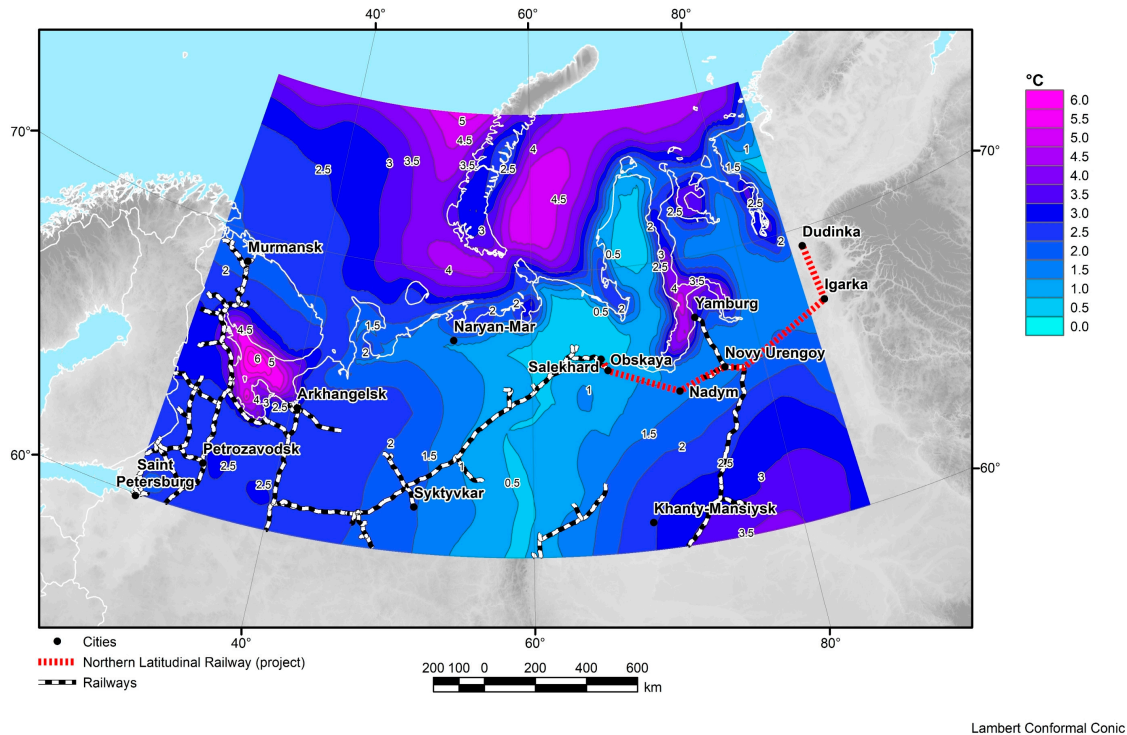 40° 60° 80°
70° 70°
°C
6.0
5.5
5.0
4.5
4.0
3.5
3.0
2.5
2.0
1.5
1.0
0.5
0.0
5
4.5
3 3.5 3.5 2.5 4
2.5
4.5
1
1.5
2.5
2.5
2
3
2
Dudinka
Murmansk
2
4
0.5
3
2.5
Igarka
4 3.5
Yamburg
2 2
0.5 2
1.5
Naryan-Mar
4.5
2
6 5
Novy Urengoy
Obskaya
Salekhard
Nadym
4 3 2.5
Arkhangelsk
1
1.5
2
60° 60°
Petrozavodsk
2
1.5
1
2.5
Saint
Petersburg
2.5
2.5
3
0.5
Syktyvkar
Khanty-Mansiysk
3.5
40° 60° 80°
Cities
Northern Latitudinal Railway (project)
Railways
200 100 0 200 400 600
km
Lambert Conformal Conic